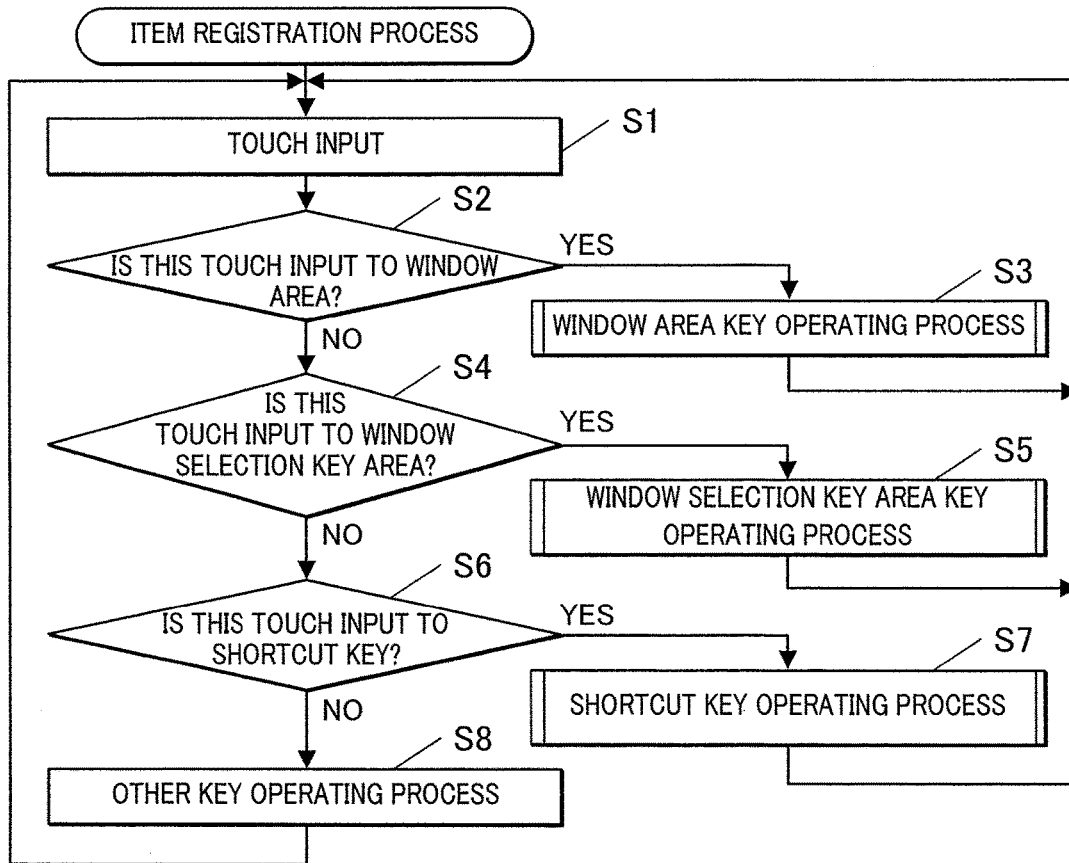 ITEM REGISTRATION PROCESS
TOUCH INPUT
S1
S2
IS THIS TOUCH INPUT TO WINDOW
AREA?
YES
NO
S3
WINDOW AREA KEY OPERATING PROCESS
S4
IS THIS
TOUCH INPUT TO WINDOW
SELECTION KEY AREA?
YES
NO
S5
WINDOW SELECTION KEY AREA KEY
OPERATING PROCESS
S6
IS THIS TOUCH INPUT TO
SHORTCUT KEY?
YES
NO
S7
SHORTCUT KEY OPERATING PROCESS
S8
OTHER KEY OPERATING PROCESS